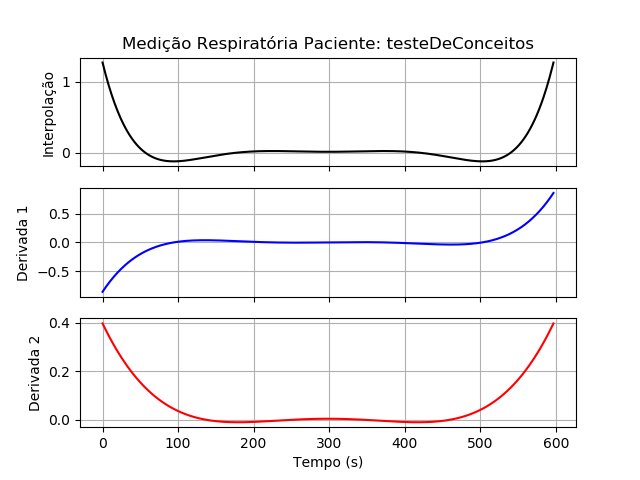 Medição Respiratória Paciente: testeDeConceitos
Interpolação
1
0
Derivada 1
0.5
0.0
−0.5
Derivada 2
0.4
0.2
0.0
0 100 200 300 400 500 600
Tempo (s)